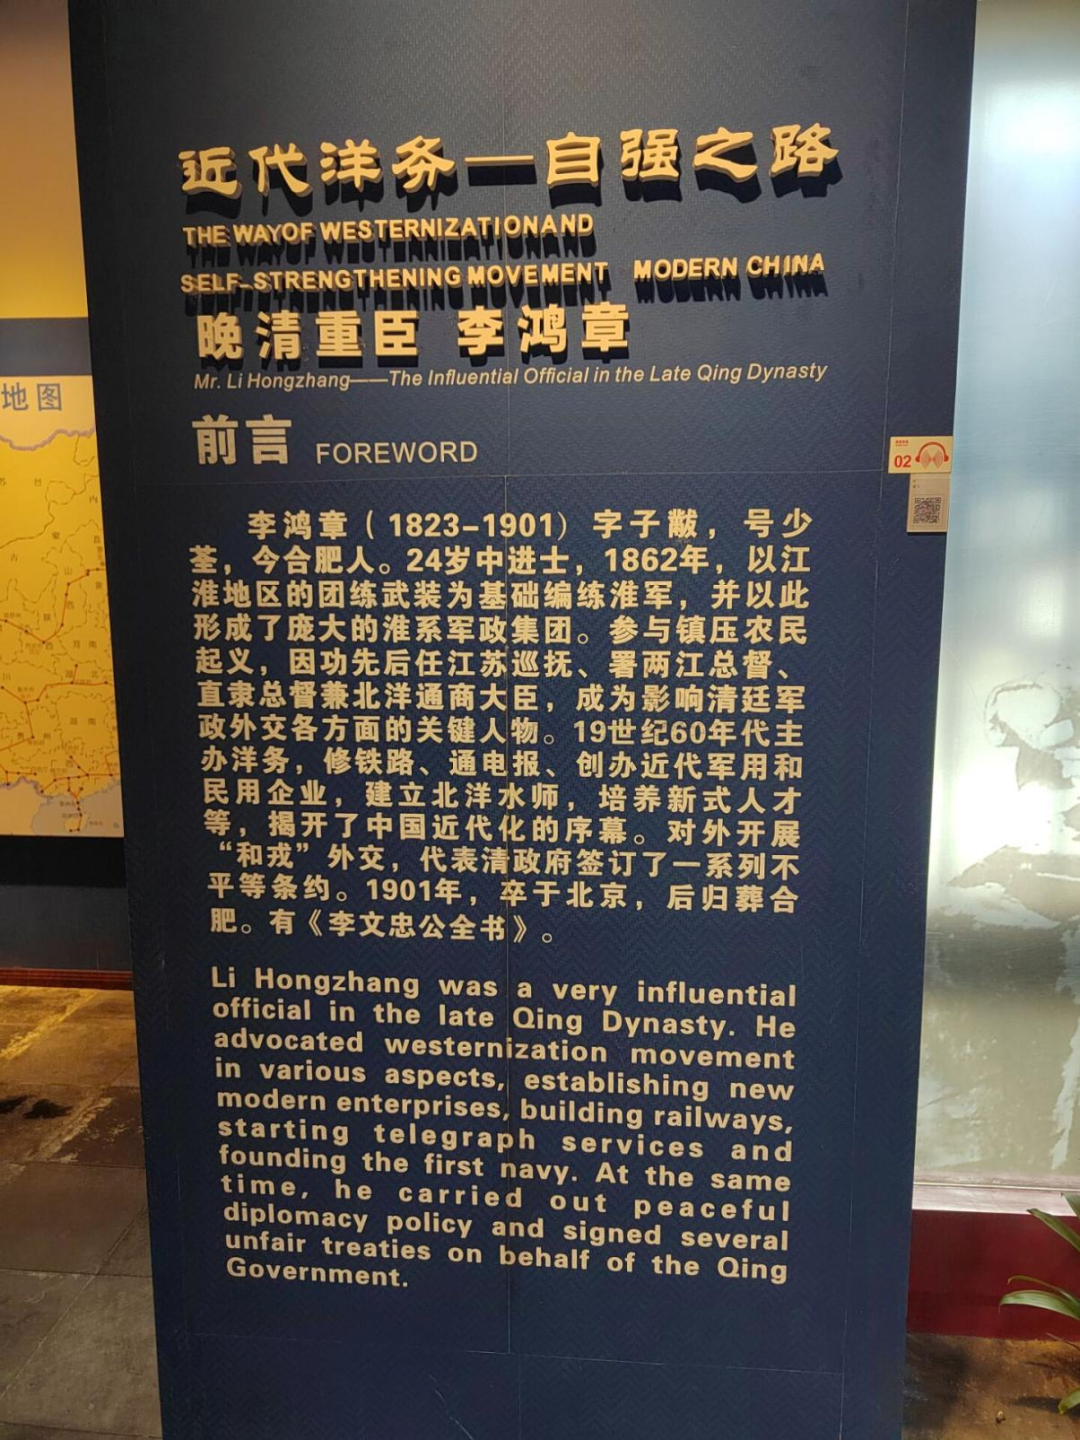 近代洋务—自强之路
THE WAYOF WESTERNIZATIONAND
SELF-STRENGTHENING MOVEMENT MODERN CHINA
晚清重臣 李鸿章
Mr. Li Hongzhang——The Influential Official in the Late Qing Dynasty
前言 FOREWORD
李鸿章（1823-1901）字子黻，号少
荃，今合肥人。24岁中进士，1862年，以江
淮地区的团练武装为基础编练淮军，并以此
形成了庞大的淮系军政集团。参与镇压农民
起义，因功先后任江苏巡抚、署两江总督、
直隶总督兼北洋通商大臣，成为影响清廷军
政外交各方面的关键人物。19世纪60年代主
办洋务，修铁路、通电报、创办近代军用和
民用企业，建立北洋水师，培养新式人才
等，揭开了中国近代化的序幕。对外开展
“和戎”外交，代表清政府签订了一系列不
平等条约。1901年，卒于北京，后归葬合
肥。有《李文忠公全书》。
Li Hongzhang was a very influential
official in the late Qing Dynasty. He
advocated westernization movement
in various aspects, establishing new
modern enterprises, building railways,
starting telegraph services and
founding the first navy. At the same
time, he carried out peaceful
diplomacy policy and signed several
unfair treaties on behalf of the Qing
Government.
02
地图